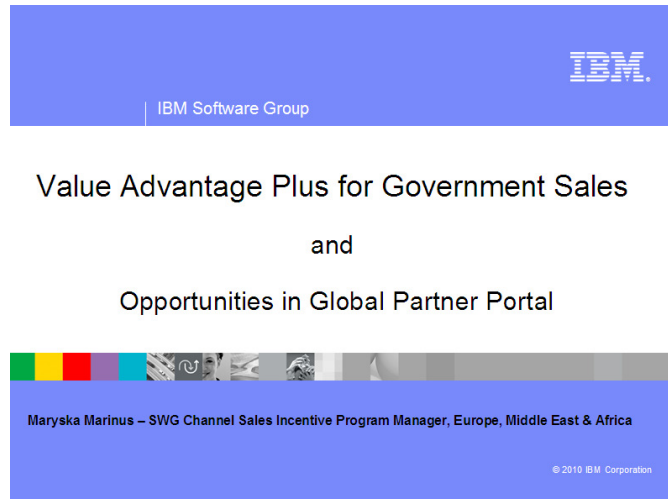 IBM.
IBM Software Group
Value Advantage Plus for Government Sales
and
Opportunities in Global Partner Portal
Maryska Marinus – SWG Channel Sales Incentive Program Manager, Europe, Middle East & Africa
© 2010 IBM Corporation